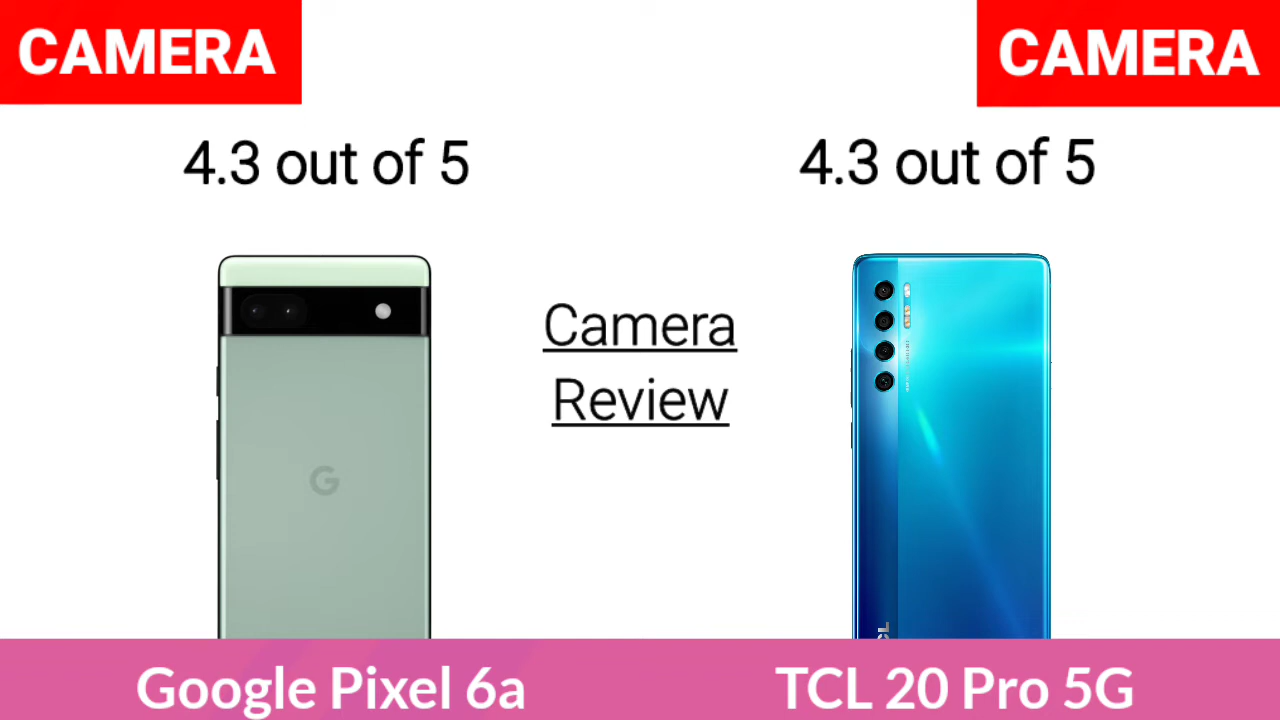 CAMERA
CAMERA
4.3 out of 5
4.3 out of 5
Camera
Review
G
Google Pixel 6a
TCL 20 Pro 5G